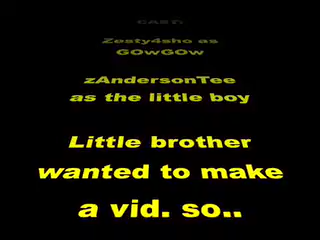 CAST:
Zesty4sho as
GOwGOw
zAndersonTee
as the little boy
Little brother
wanted to make
a vid. so..